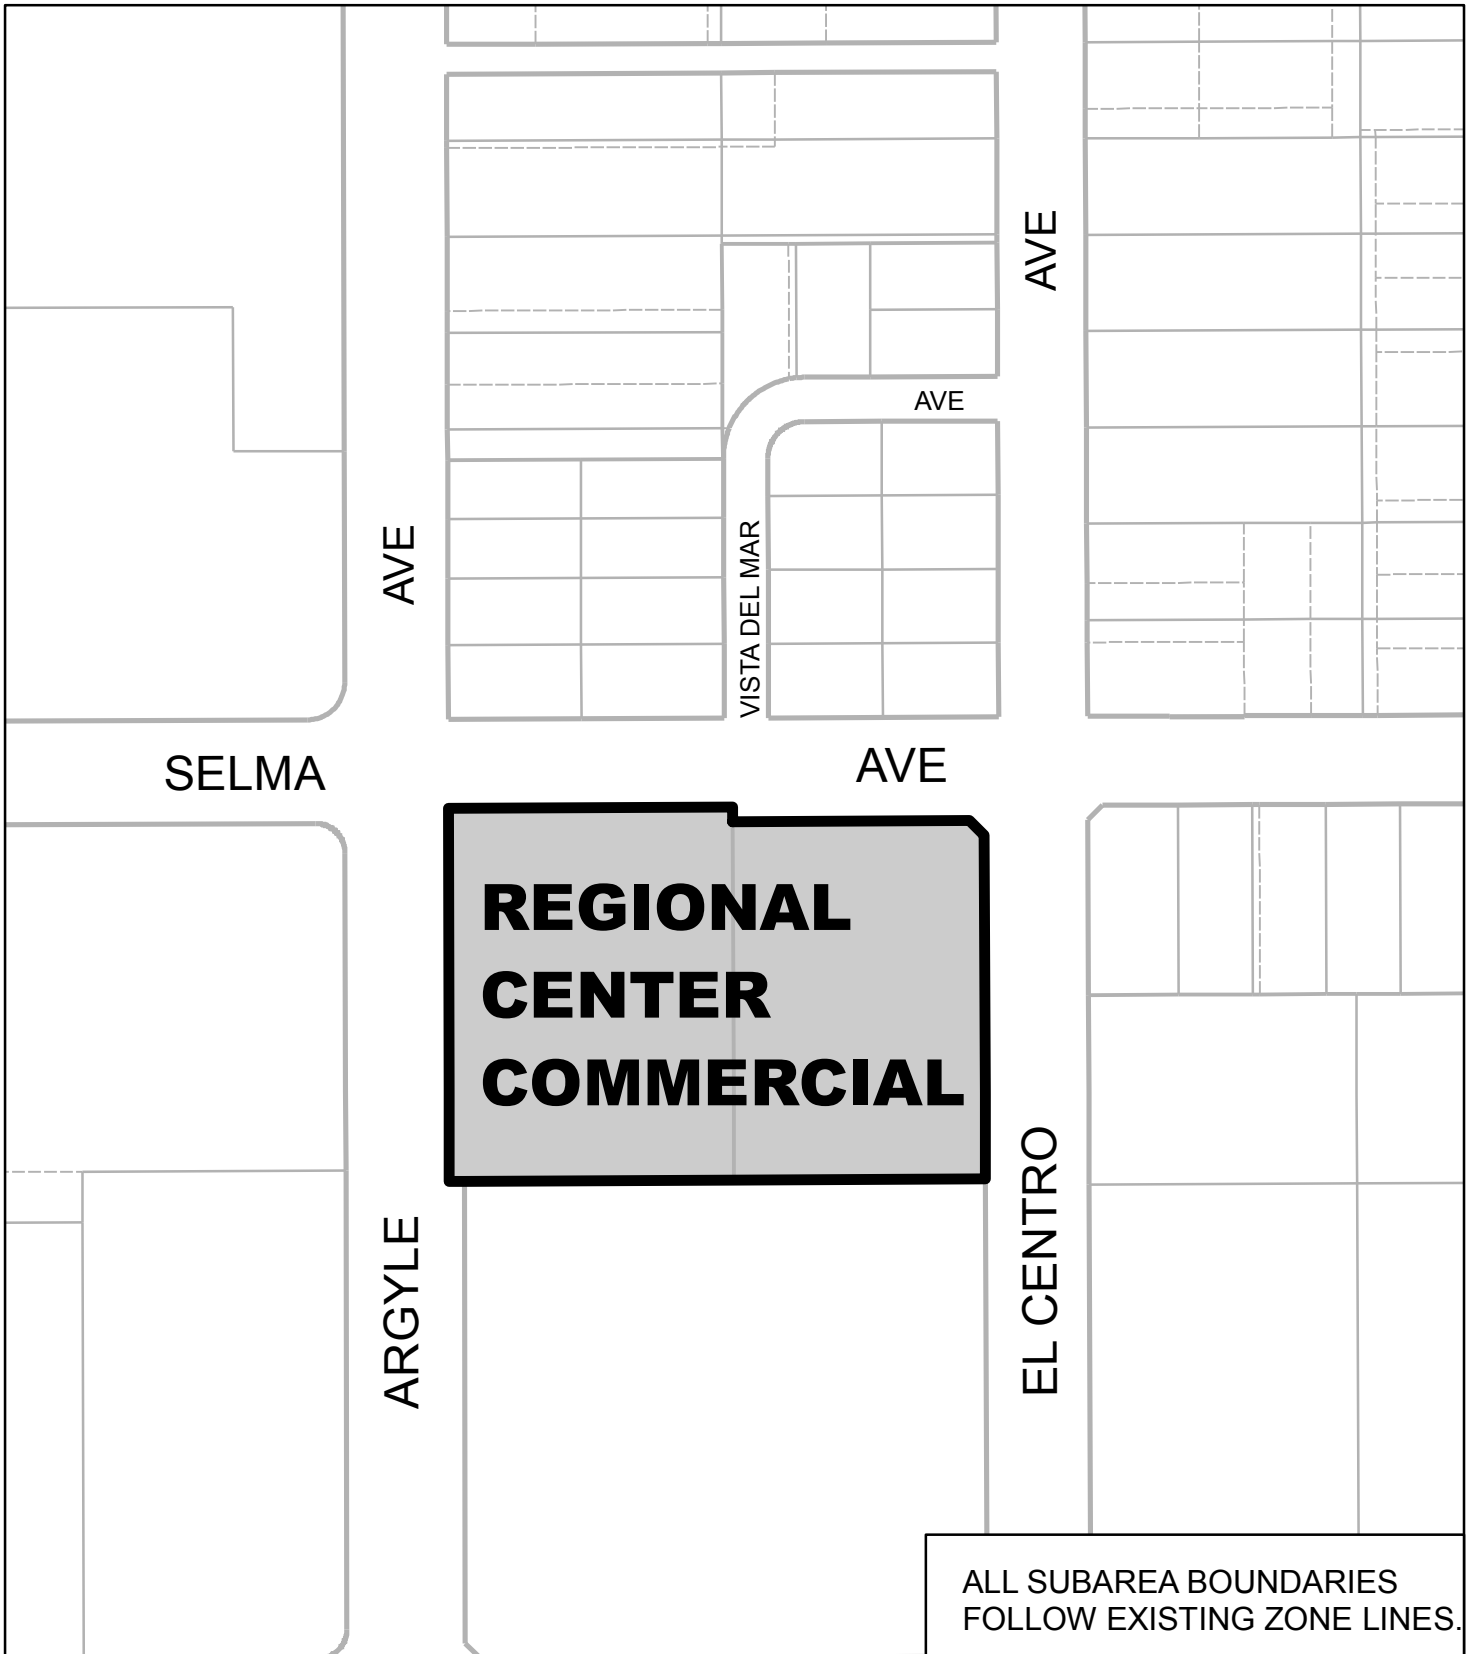 AVE
AVE
AVE
VISTA DEL MAR
SELMA
AVE
REGIONAL
CENTER
COMMERCIAL
ARGYLE
EL CENTRO
ALL SUBAREA BOUNDARIES
FOLLOW EXISTING ZONE LINES.